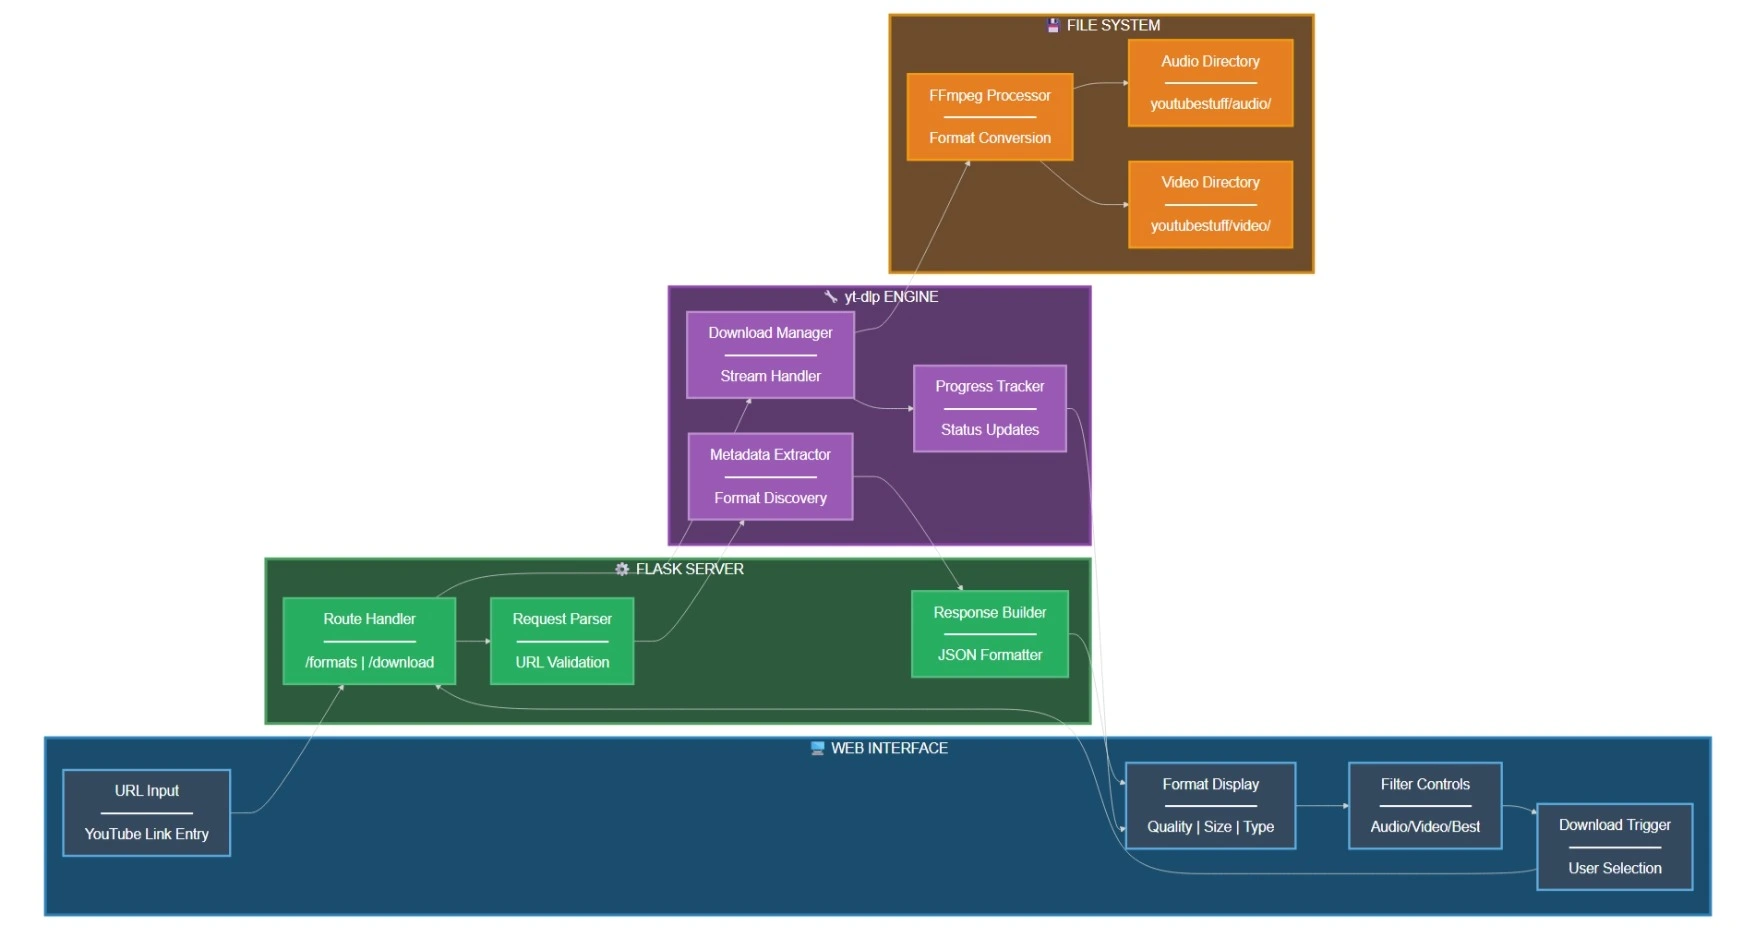 FILE SYSTEM
FFmpeg Processor
Format Conversion
Audio Directory
youtubestuff/audio/
Video Directory
youtubestuff/video/
yt-dlp ENGINE
Download Manager
Stream Handler
Progress Tracker
Status Updates
Metadata Extractor
Format Discovery
FLASK SERVER
Route Handler
/formats | /download
Request Parser
URL Validation
Response Builder
JSON Formatter
WEB INTERFACE
URL Input
YouTube Link Entry
Format Display
Quality | Size | Type
Filter Controls
Audio/Video/Best
Download Trigger
User Selection